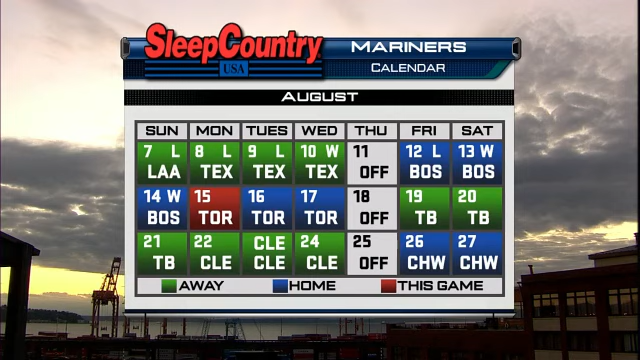 SleepCountry
USA
MARINERS
CALENDAR
AUGUST
SUN MON TUES WED THU FRI SAT
7 L 8 L 9 L 10 W 11 12 L 13 W
LAA TEX TEX TEX OFF BOS BOS
14 W 15 16 17 18 19 20
BOS TOR TOR TOR OFF TB TB
21 22 CLE 24 25 26 27
TB CLE CLE CLE OFF CHW CHW
AWAY HOME THIS GAME